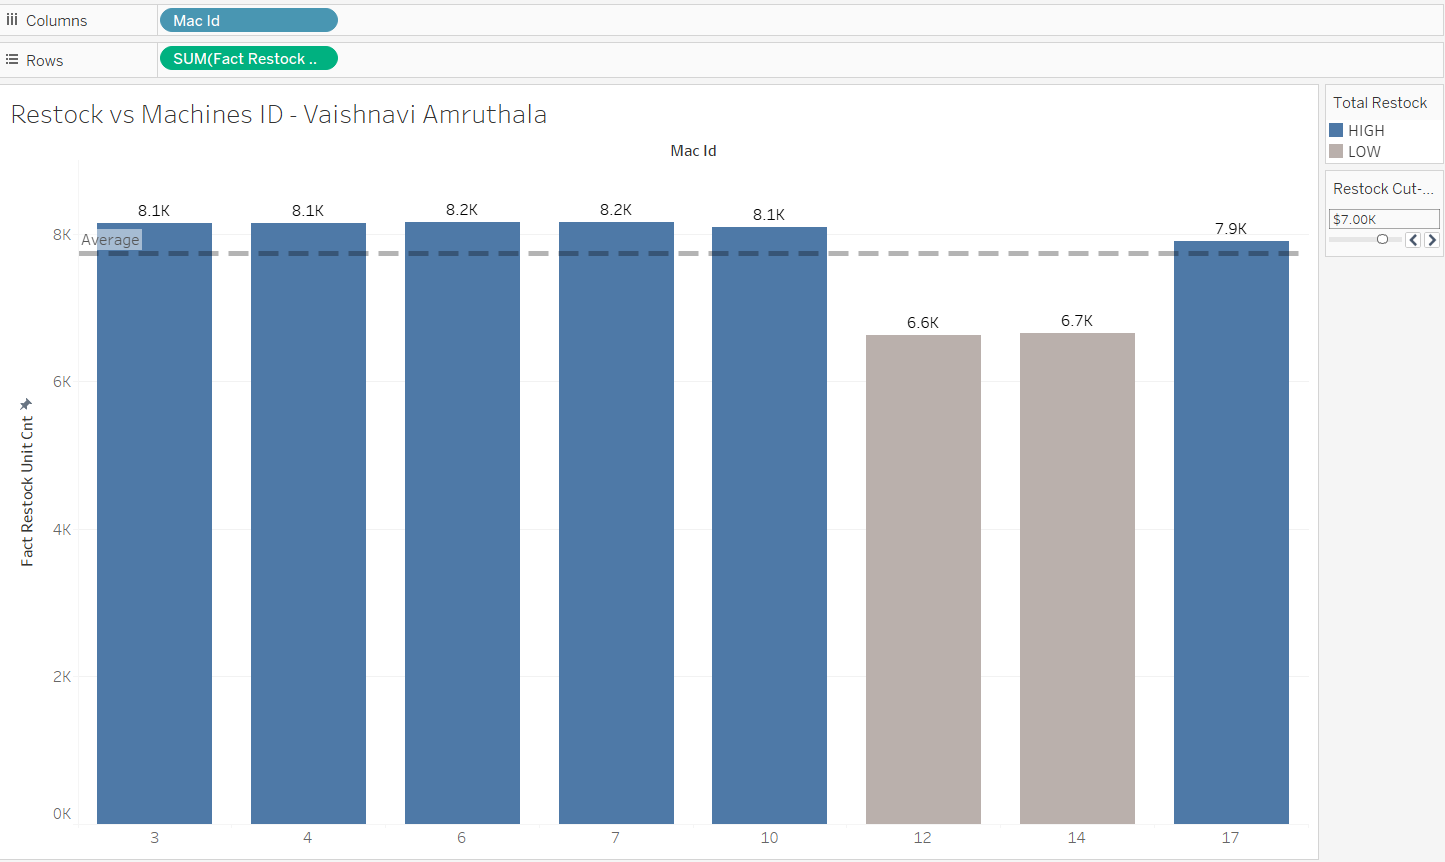 Columns
Mac Id
Rows
SUM(Fact Restock ..
Restock vs Machines ID - Vaishnavi Amruthala
Mac Id
8.1K 8.1K 8.2K 8.2K 8.1K 6.6K 6.7K 7.9K
Average
8K
6K
4K
2K
0K
Fact Restock Unit Cnt
3 4 6 7 10 12 14 17
Total Restock
HIGH
LOW
Restock Cut-...
$7.00K